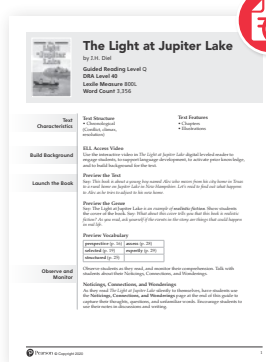 The Light at Jupiter Lake
by J.H. Diel
Guided Reading Level Q
DRA Level 40
Lexile Measure 800L
Word Count 3,356
Text
Characteristics
Text Structure
• Chronological
(Conflict, climax,
resolution)
Text Features
• Chapters
• Illustrations
Build Background
ELL Access Video
Use the interactive video in The Light at Jupiter Lake digital leveled reader to
engage students, to support language development, to activate prior knowledge,
and to build background for the text.
Launch the Book
Preview the Text
Say: This book is about a young boy named Alex who moves from his city home in Texas
to a rural home on Jupiter Lake in New Hampshire. Let's read to find out what happens
to Alex as he tries to adjust to his new home.
Preview the Genre
Say: The Light at Jupiter Lake is an example of realistic fiction. Show students
the cover of the book. Say: What about this cover tells you that this book is realistic
fiction? As you read, ask yourself if the events in the story are things that could happen
in real life.
Preview Vocabulary
perspective (p. 16)
access (p. 28)
selected (p. 19)
expertly (p. 29)
structured (p. 29)
Observe and
Monitor
Observe students as they read, and monitor their comprehension. Talk with
students about their Noticings, Connections, and Wonderings.
Noticings, Connections, and Wonderings
As they read The Light at Jupiter Lake silently to themselves, have students use
the Noticings, Connections, and Wonderings page at the end of this guide to
capture their thoughts, questions, and unfamiliar words. Encourage students to
use their notes in discussions and writing.
Pearson © Copyright 2020
1